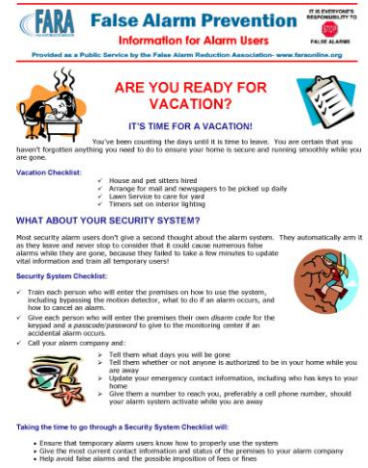 FARA
False Alarm Prevention
IT IS EVERYONE'S
RESPONSIBILITY TO
STOP
FALSE ALARMS
Information for Alarm Users
Provided as a Public Service by the False Alarm Reduction Association- www.faraonline.org
ARE YOU READY FOR
VACATION?
IT'S TIME FOR A VACATION!
You've been counting the days until it is time to leave. You are certain that you
haven't forgotten anything you need to do to ensure your home is secure and running smoothly while you
are gone.
Vacation Checklist:
✓ House and pet sitters hired
✓ Arrange for mail and newspapers to be picked up daily
✓ Lawn Service to care for yard
✓ Timers set on interior lighting
WHAT ABOUT YOUR SECURITY SYSTEM?
Most security alarm users don't give a second thought about the alarm system. They automatically arm it
as they leave and never stop to consider that it could cause numerous false
alarms while they are gone, because they failed to take a few minutes to update
vital information and train all temporary users!
Security System Checklist:
✓ Train each person who will enter the premises on how to use the system,
including bypassing the motion detector, what to do if an alarm occurs, and
how to cancel an alarm.
✓ Give each person who will enter the premises their own disarm code for the
keypad and a passcode/password to give to the monitoring center if an
accidental alarm occurs.
✓ Call your alarm company and:
➢ Tell them what days you will be gone
➢ Tell them whether or not anyone is authorized to be in your home while you
are away
➢ Update your emergency contact information, including who has keys to your
home
➢ Give them a number to reach you, preferably a cell phone number, should
your alarm system activate while you are away
Taking the time to go through a Security System Checklist will:
• Ensure that temporary alarm users know how to properly use the system
• Give the most current contact information and status of the premises to your alarm company
• Help avoid false alarms and the possible imposition of fees or fines